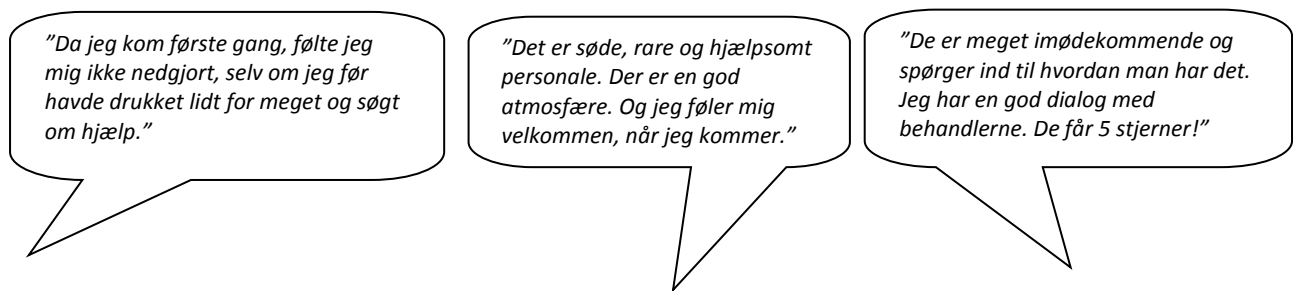 ”Da jeg kom første gang, følte jeg
mig ikke nedgjort, selv om jeg før
havde drukket lidt for meget og søgt
om hjælp.”
”Det er søde, rare og hjælpsomt
personale. Der er en god
atmosfære. Og jeg føler mig
velkommen, når jeg kommer.”
”De er meget imødekommende og
spørger ind til hvordan man har det.
Jeg har en god dialog med
behandlerne. De får 5 stjerner!”